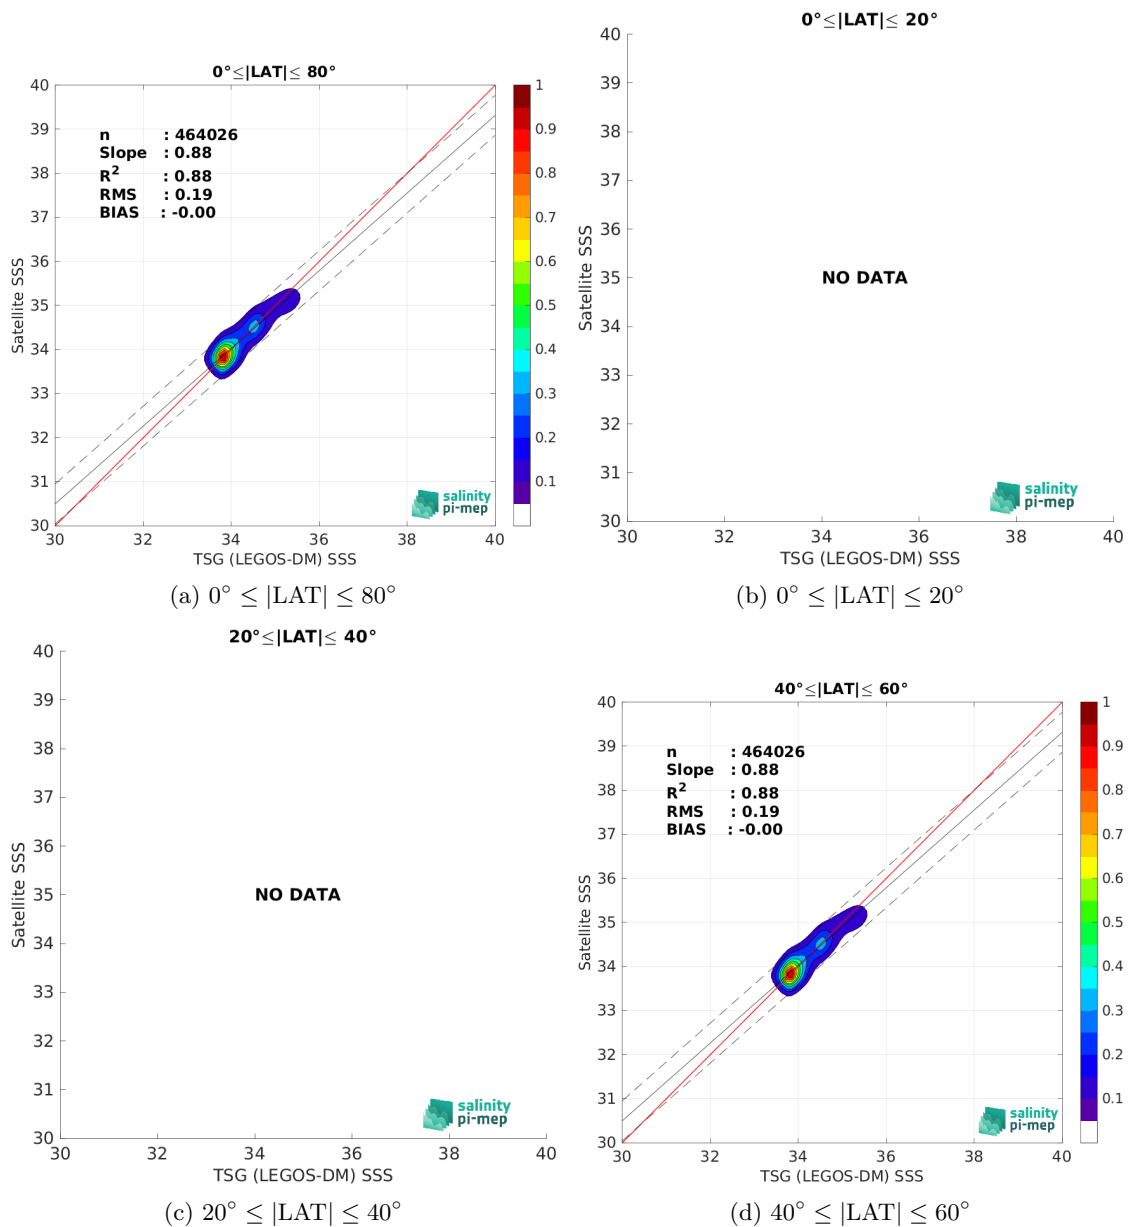 0°≤|LAT|≤ 80°
40
39
38
37
36
35
34
33
32
31
30
Satellite SSS
n : 464026
Slope : 0.88
R² : 0.88
RMS : 0.19
BIAS : -0.00
salinity
pi-mep
30 32 34 36 38 40
TSG (LEGOS-DM) SSS
1
0.9
0.8
0.7
0.6
0.5
0.4
0.3
0.2
0.1
(a) 0° ≤ |LAT| ≤ 80°
0°≤|LAT|≤ 20°
40
39
38
37
36
35
34
33
32
31
30
Satellite SSS
NO DATA
salinity
pi-mep
30 32 34 36 38 40
TSG (LEGOS-DM) SSS
(b) 0° ≤ |LAT| ≤ 20°
20°≤|LAT|≤ 40°
40
39
38
37
36
35
34
33
32
31
30
Satellite SSS
NO DATA
salinity
pi-mep
30 32 34 36 38 40
TSG (LEGOS-DM) SSS
(c) 20° ≤ |LAT| ≤ 40°
40°≤|LAT|≤ 60°
40
39
38
37
36
35
34
33
32
31
30
Satellite SSS
n : 464026
Slope : 0.88
R² : 0.88
RMS : 0.19
BIAS : -0.00
salinity
pi-mep
30 32 34 36 38 40
TSG (LEGOS-DM) SSS
1
0.9
0.8
0.7
0.6
0.5
0.4
0.3
0.2
0.1
(d) 40° ≤ |LAT| ≤ 60°